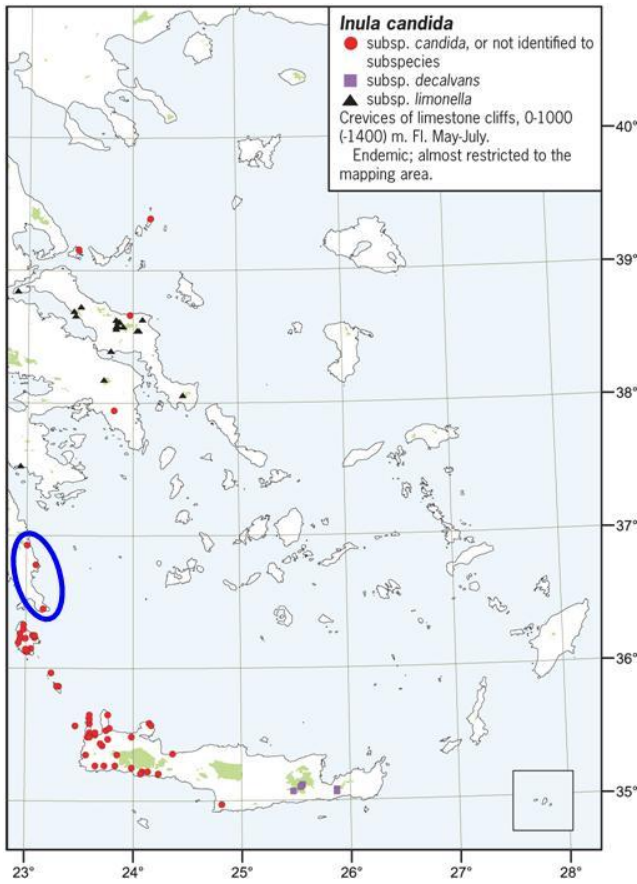 Inula candida
subsp. candida, or not identified to
subspecies
subsp. decalvans
subsp. limonella
Crevices of limestone cliffs, 0-1000
(-1400) m. Fl. May-July.
Endemic; almost restricted to the
mapping area.
40°
39°
38°
37°
36°
35°
23°
24°
25°
26°
27°
28°